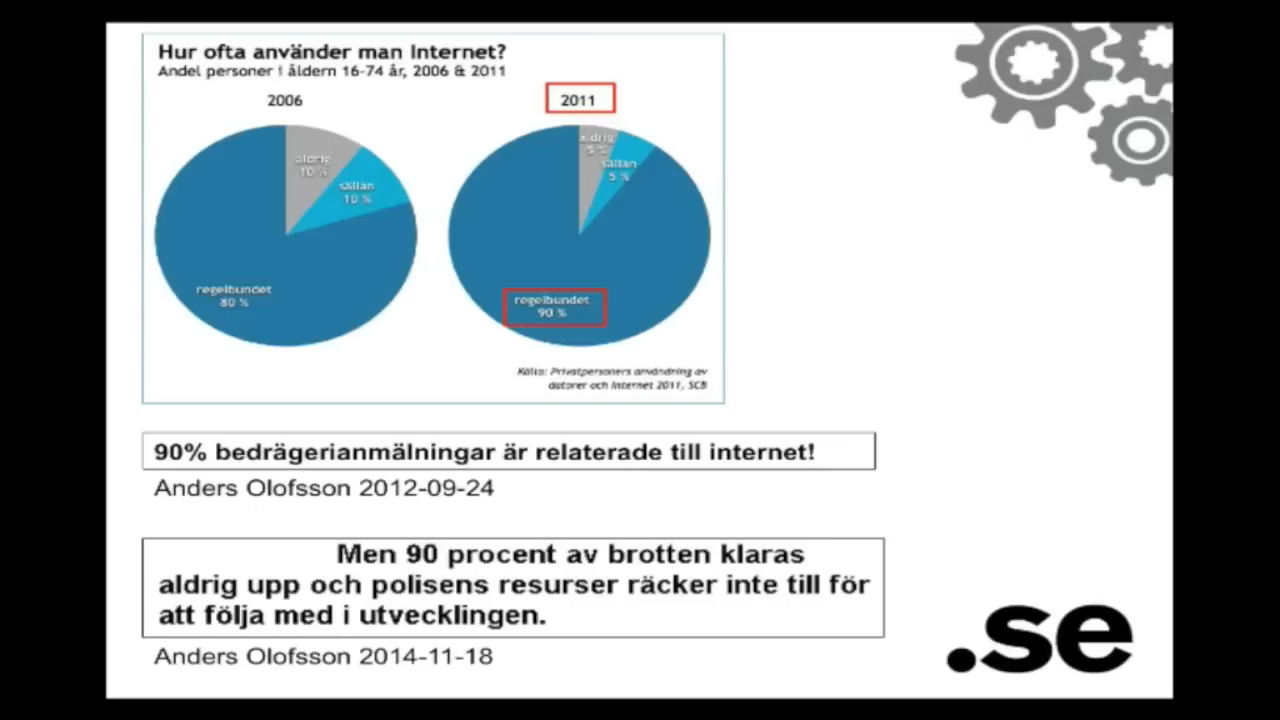 Hur ofta använder man Internet?
Andel personer i åldern 16-74 år, 2006 & 2011
2006
2011
aldrig
10 %
sällan
10 %
regelbundet
80 %
aldrig
5 %
sällan
5 %
regelbundet
90 %
Källa: Privatpersoners användning av
datorer och Internet 2011, SCB
90% bedrägerianmälningar är relaterade till internet!
Anders Olofsson 2012-09-24
Men 90 procent av brotten klaras
aldrig upp och polisens resurser räcker inte till för
att följa med i utvecklingen.
Anders Olofsson 2014-11-18
.se